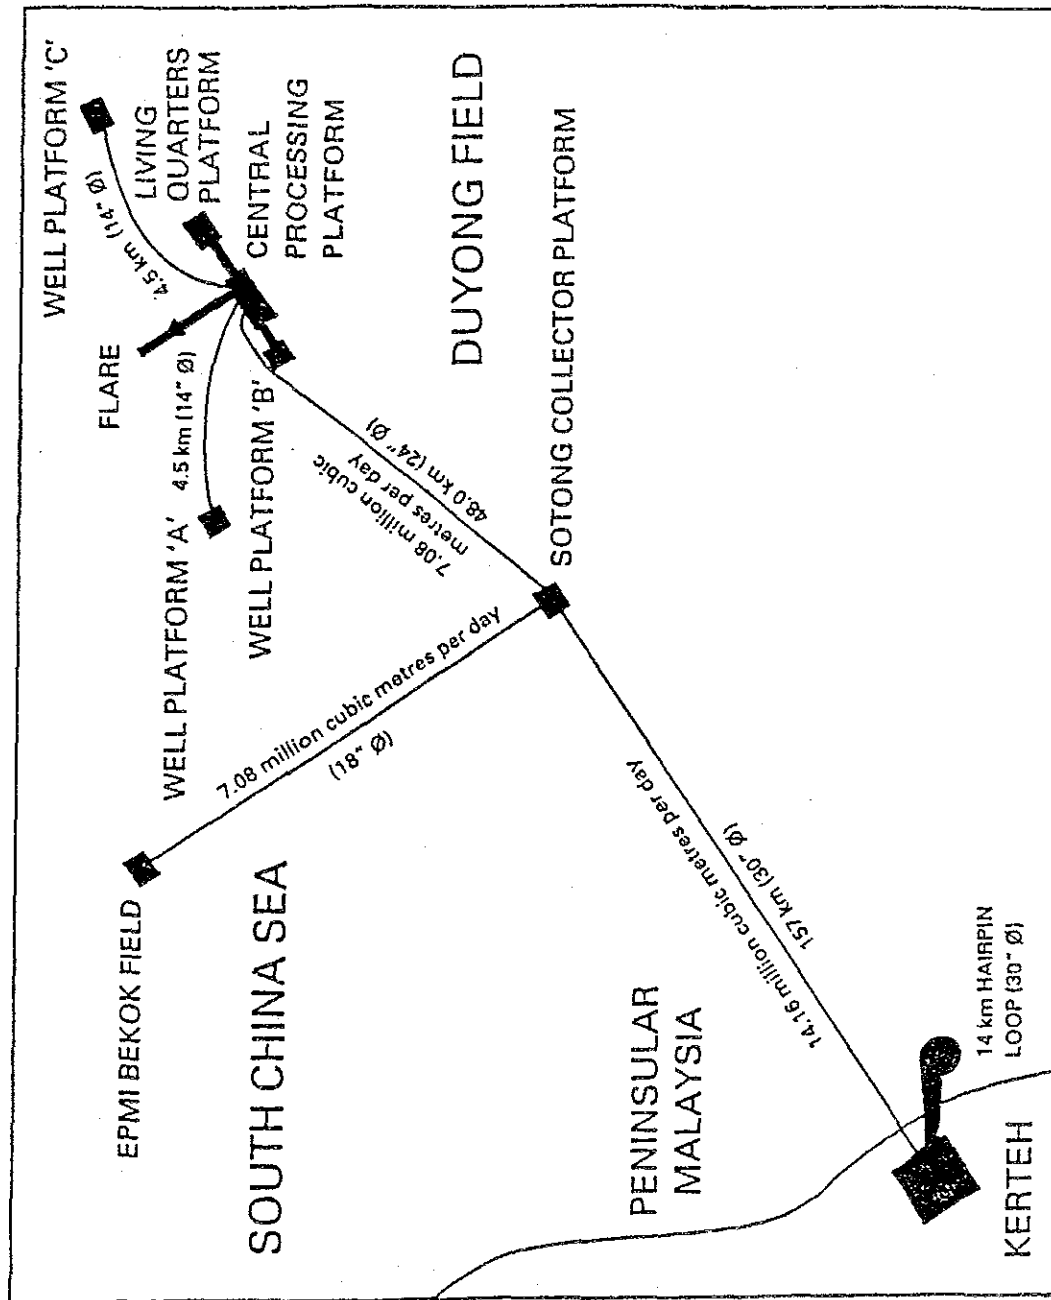 WELL PLATFORM 'C'
4.5 km (14" Ø)
LIVING
QUARTERS
PLATFORM
FLARE
CENTRAL
PROCESSING
PLATFORM
4.5 km (14" Ø)
WELL PLATFORM 'A'
WELL PLATFORM 'B'
DUYONG FIELD
7.08 million cubic
metres per day
48.0 km (24" Ø)
SOTONG COLLECTOR PLATFORM
EPMI BEKOK FIELD
7.08 million cubic metres per day
(18" Ø)
SOUTH CHINA SEA
14.16 million cubic metres per day
157 km (30" Ø)
PENINSULAR
MALAYSIA
14 km HAIRPIN
LOOP (30" Ø)
KERTEH